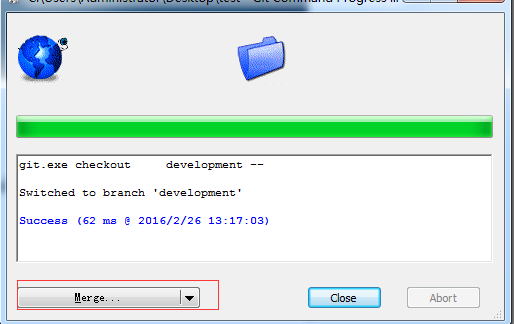 C:\Users\Administrator\Desktop\test - Git Command Progress ...
git.exe checkout     development --
Switched to branch 'development'
Success (62 ms @ 2016/2/26 13:17:03)
Merge...
Close
Abort